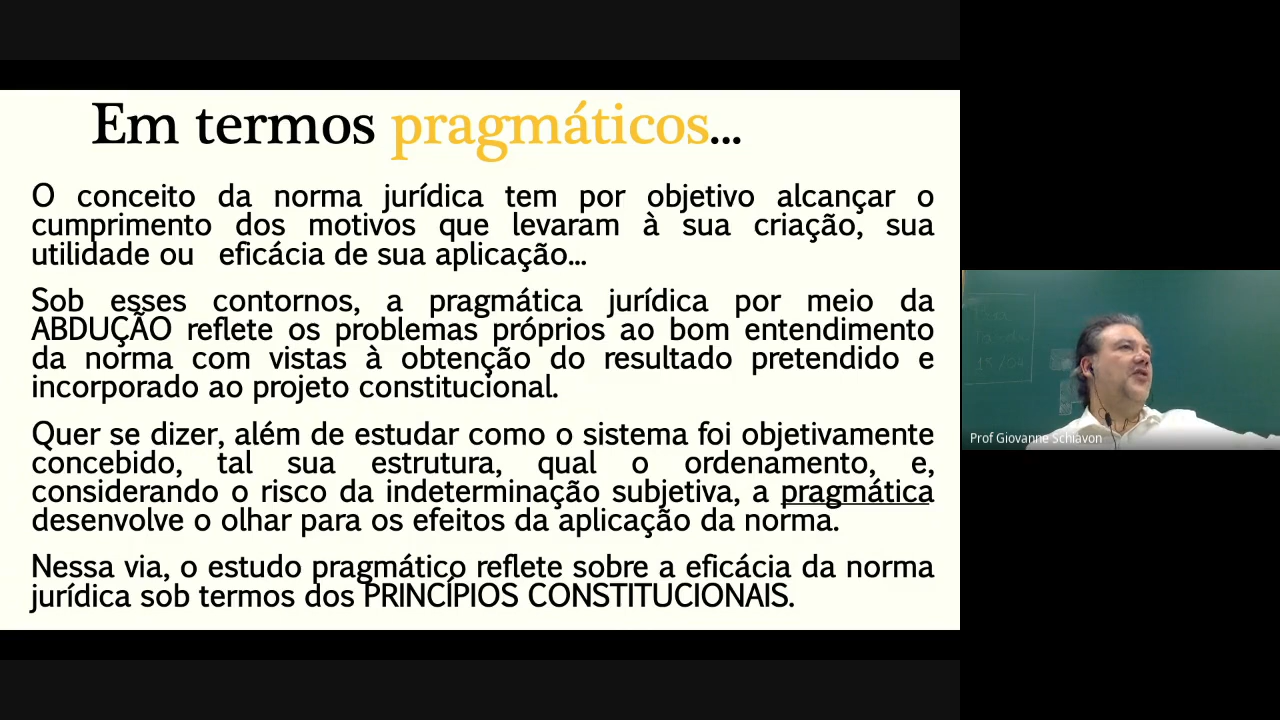 Em termos pragmáticos...
O conceito da norma jurídica tem por objetivo alcançar o
cumprimento dos motivos que levaram à sua criação, sua
utilidade ou eficácia de sua aplicação...
Sob esses contornos, a pragmática jurídica por meio da
ABDUÇÃO reflete os problemas próprios ao bom entendimento
da norma com vistas à obtenção do resultado pretendido e
incorporado ao projeto constitucional.
Quer se dizer, além de estudar como o sistema foi objetivamente
concebido, tal sua estrutura, qual o ordenamento, e,
considerando o risco da indeterminação subjetiva, a pragmática
desenvolve o olhar para os efeitos da aplicação da norma.
Nessa via, o estudo pragmático reflete sobre a eficácia da norma
jurídica sob termos dos PRINCÍPIOS CONSTITUCIONAIS.
Prof Giovanne Schiavon